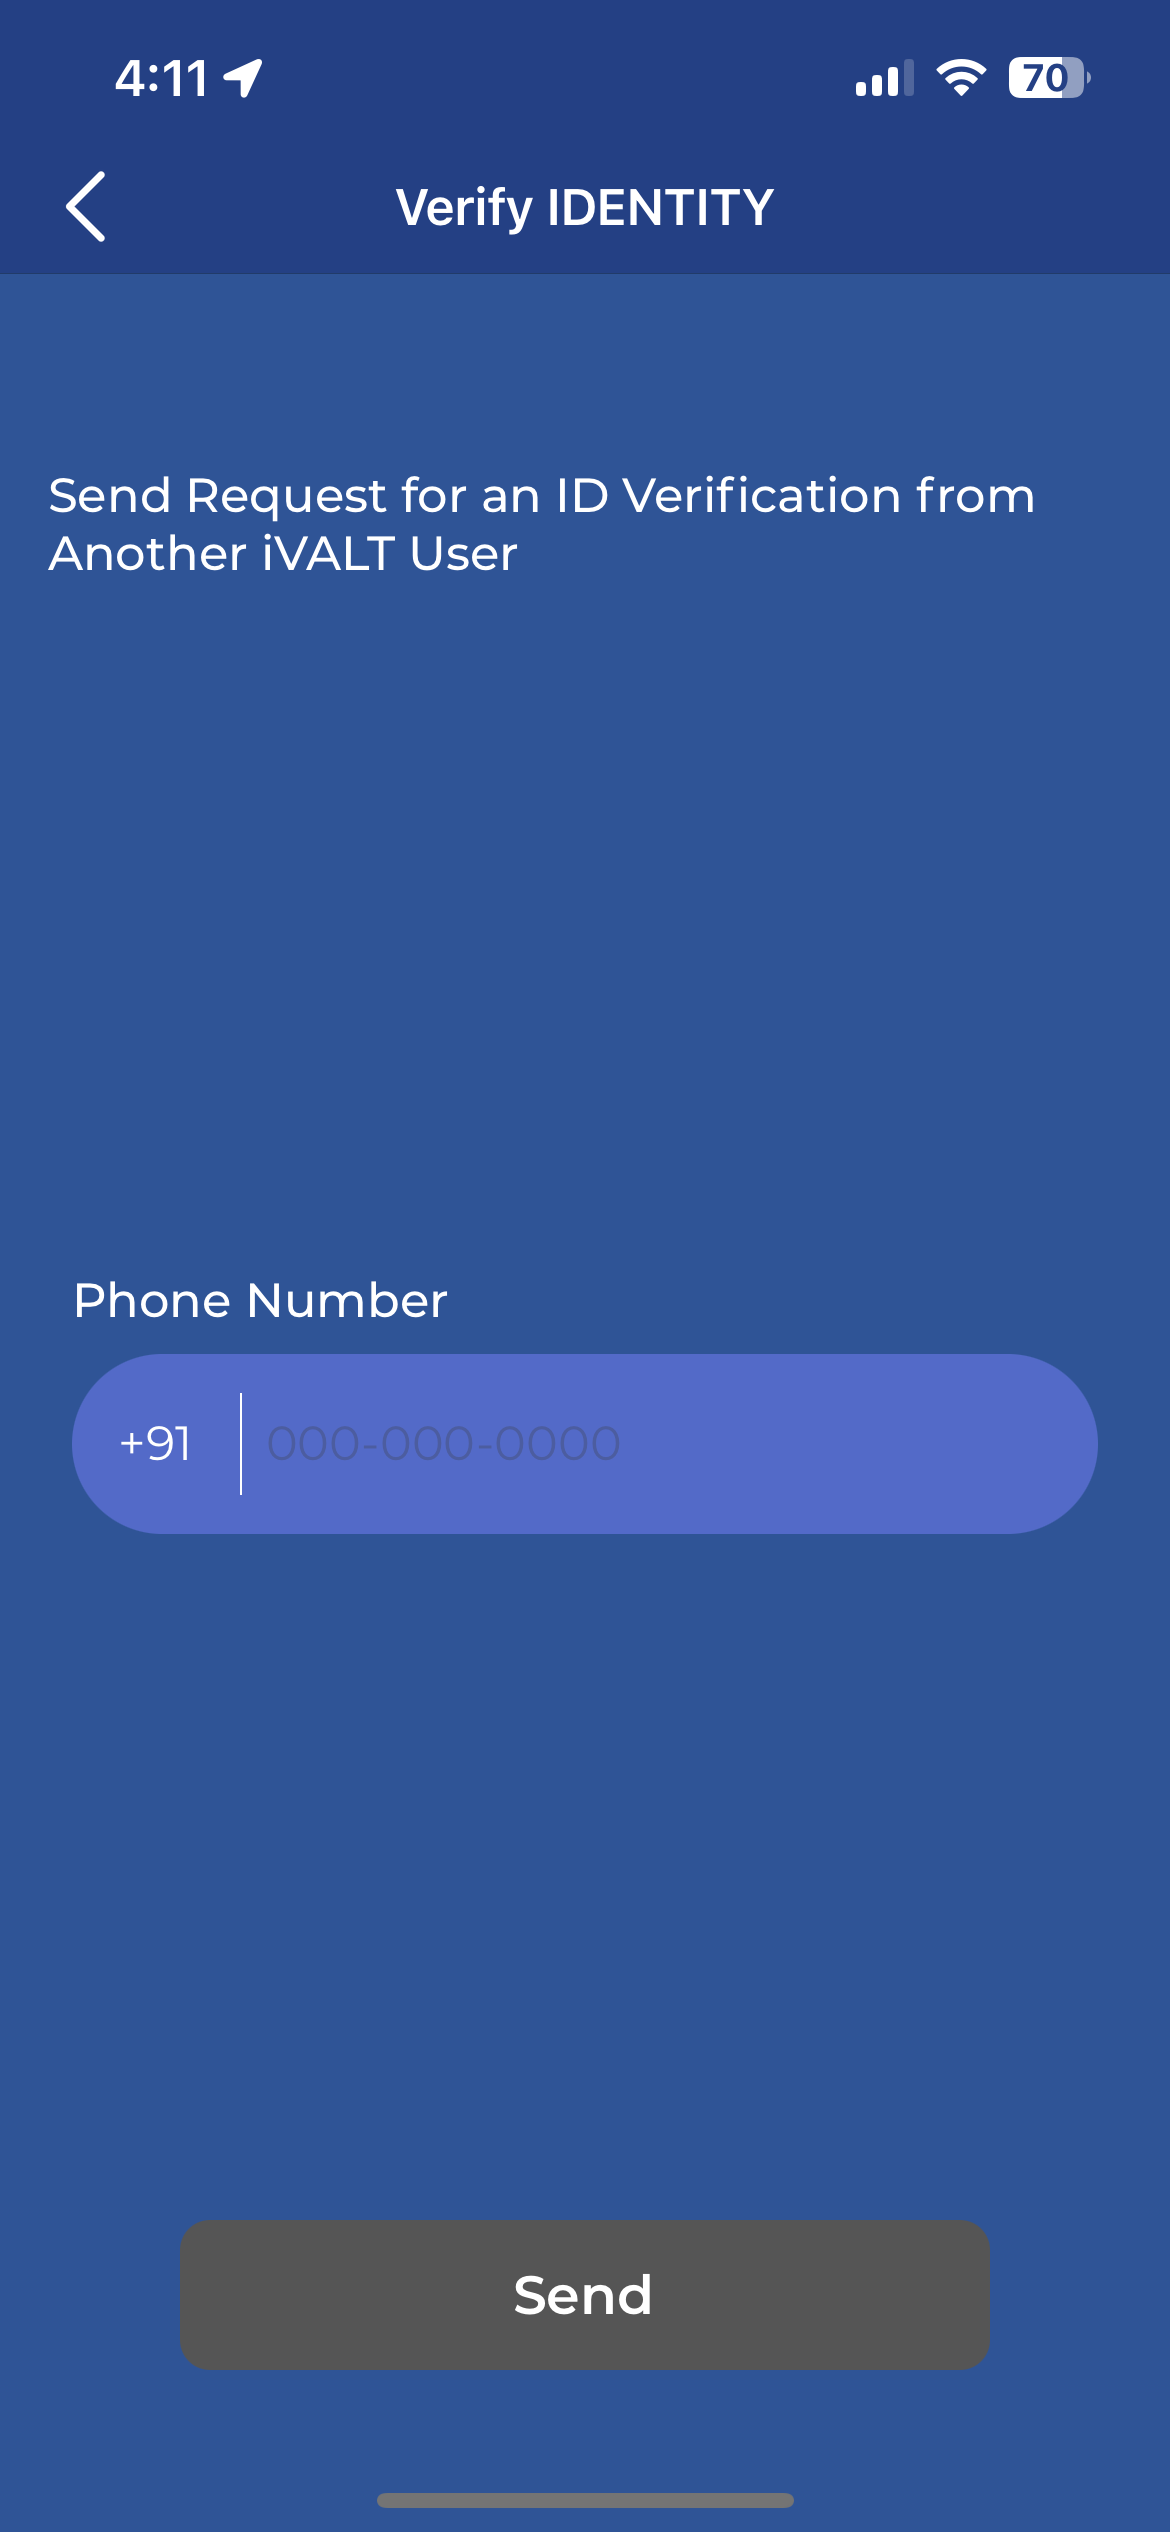 4:11
70
Verify IDENTITY
Send Request for an ID Verification from
Another iVALT User
Phone Number
+91 000-000-0000
Send